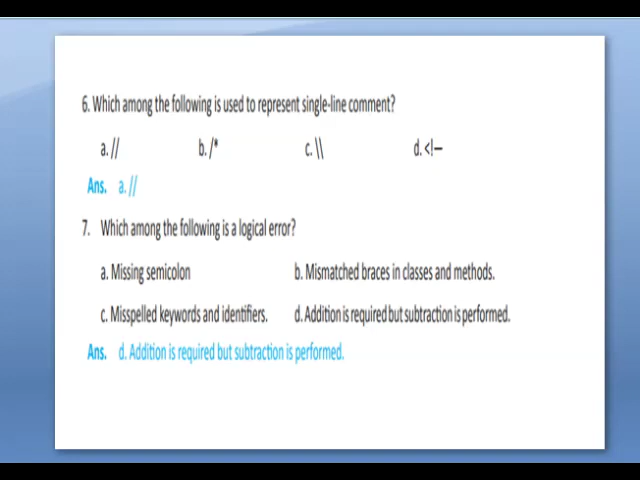 6. Which among the following is used to represent single-line comment?
a. // b. /* c. \\ d. <!--
Ans. a. //
7. Which among the following is a logical error?
a. Missing semicolon b. Mismatched braces in classes and methods.
c. Misspelled keywords and identifiers. d. Addition is required but subtraction is performed.
Ans. d. Addition is required but subtraction is performed.